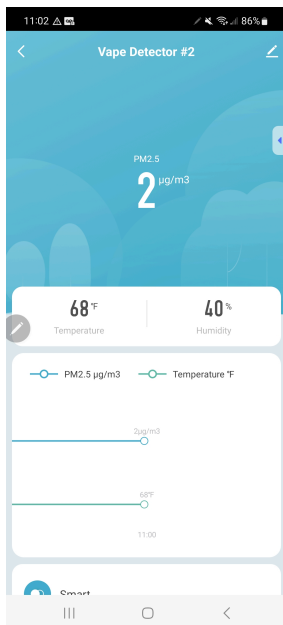 11:02 86%
Vape Detector #2
PM2.5
2 µg/m3
68 °F 40 %
Temperature Humidity
PM2.5 µg/m3 Temperature °F
2µg/m3
68°F
11:00
Smart